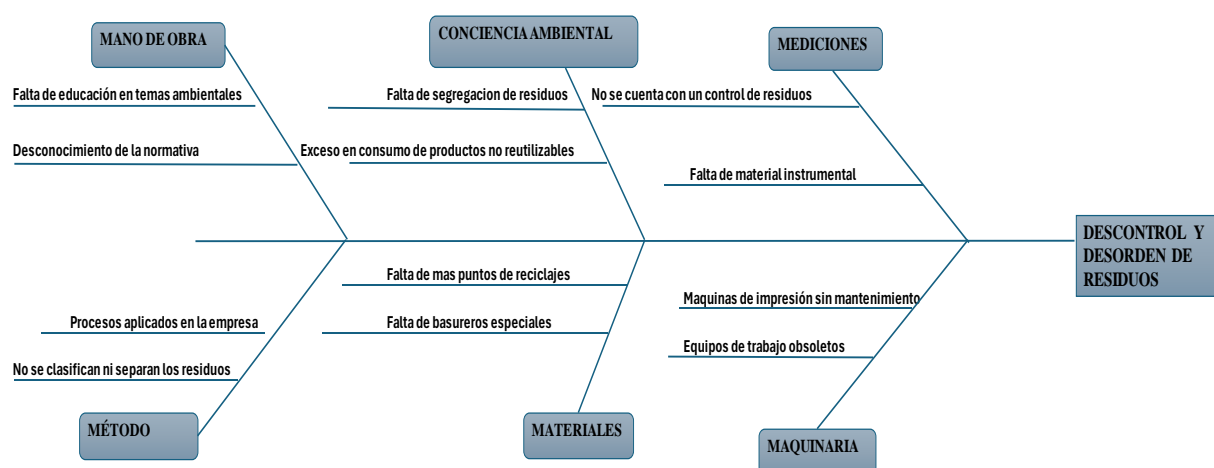 MANO DE OBRA
CONCIENCIA AMBIENTAL
MEDICIONES
Falta de educación en temas ambientales
Falta de segregacion de residuos
No se cuenta con un control de residuos
Desconocimiento de la normativa
Exceso en consumo de productos no reutilizables
Falta de material instrumental
DESCONTROL Y
DESORDEN DE
RESIDUOS
Falta de mas puntos de reciclajes
Maquinas de impresión sin mantenimiento
Procesos aplicados en la empresa
Falta de basureros especiales
Equipos de trabajo obsoletos
No se clasifican ni separan los residuos
MÉTODO
MATERIALES
MAQUINARIA